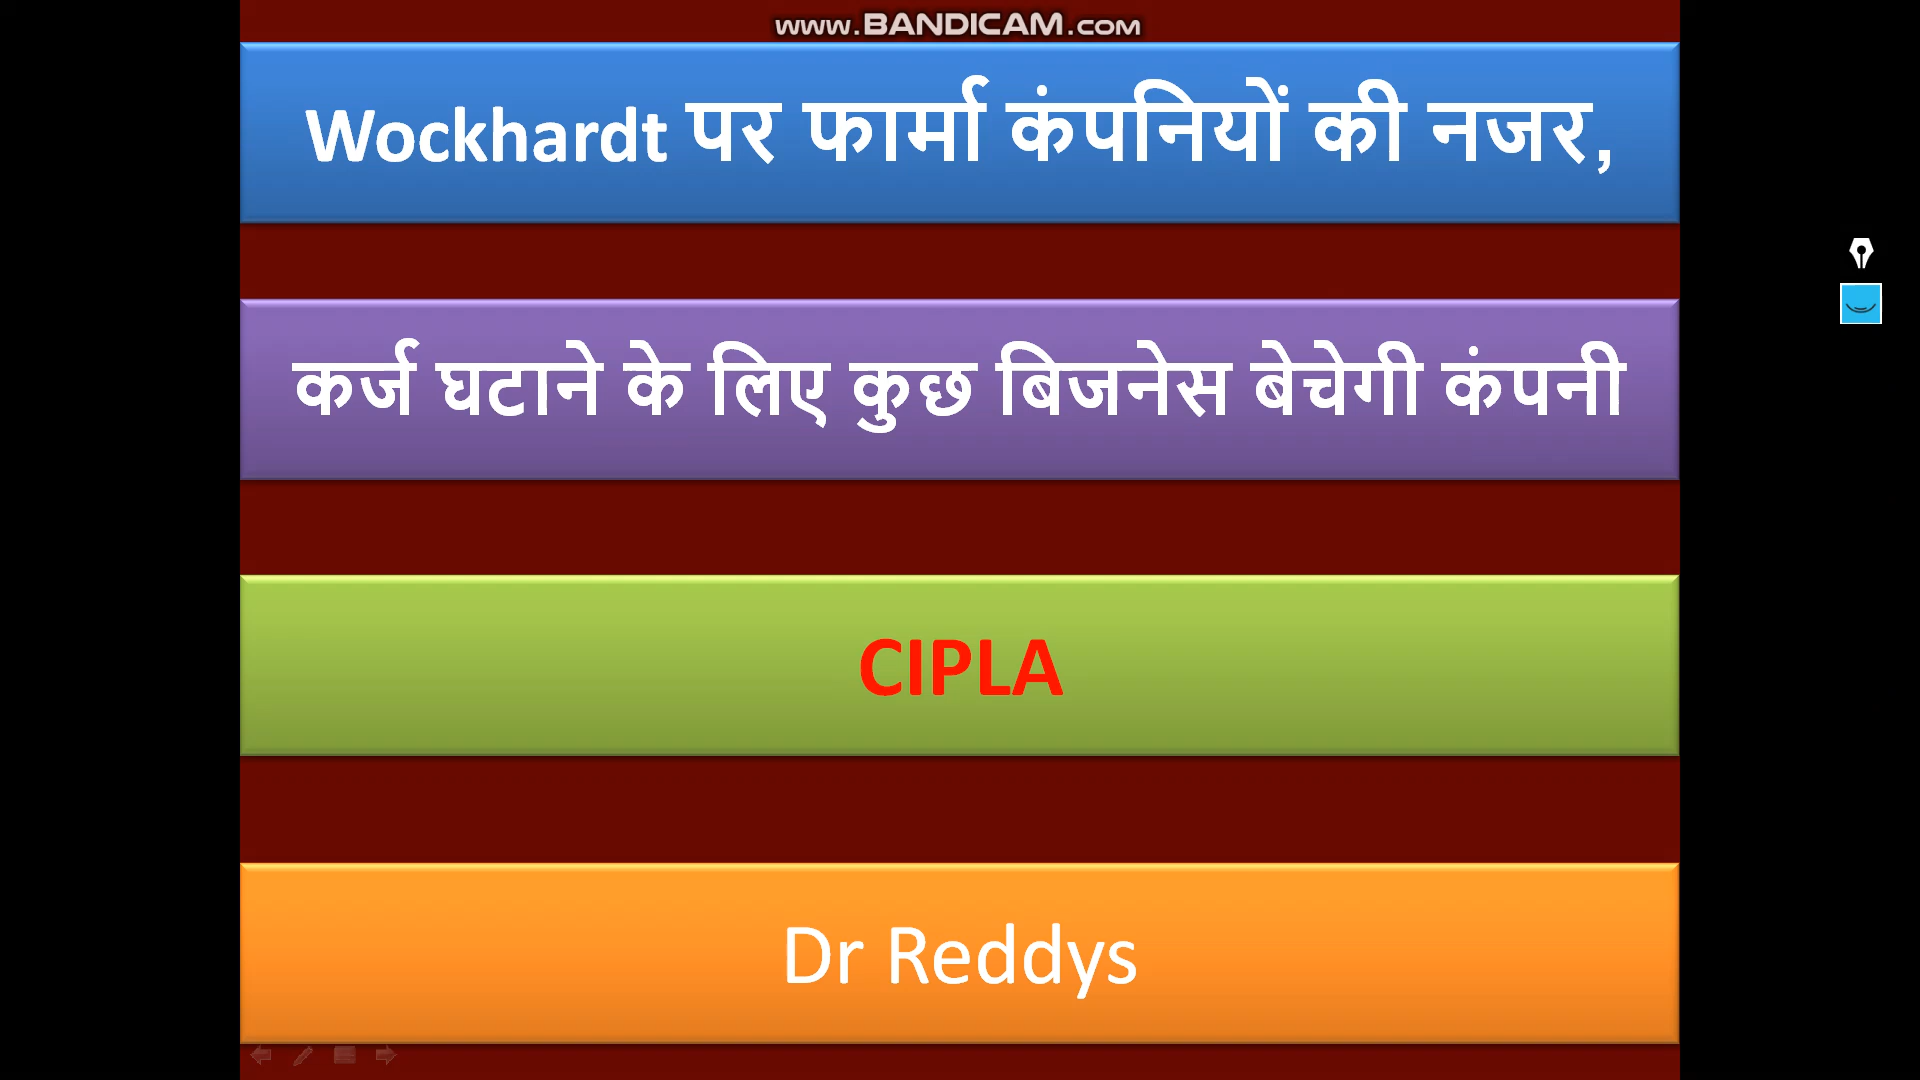 www.BANDICAM.com
Wockhardt पर फार्मा कंपनियों की नजर,
कर्ज घटाने के लिए कुछ बिजनेस बेचेगी कंपनी
CIPLA
Dr Reddys